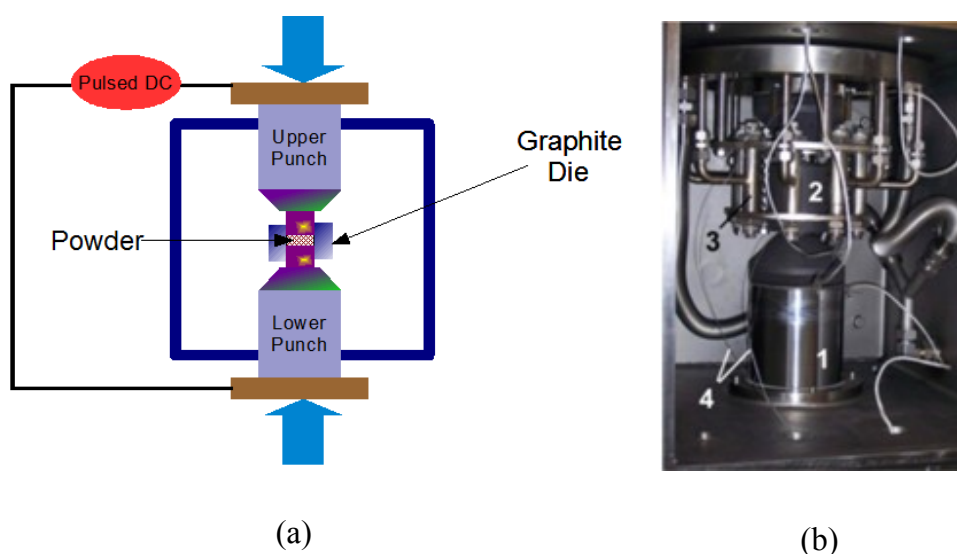 Pulsed DC
Upper
Punch
Graphite
Die
Powder
Lower
Punch
2
3
1
4
(a)
(b)